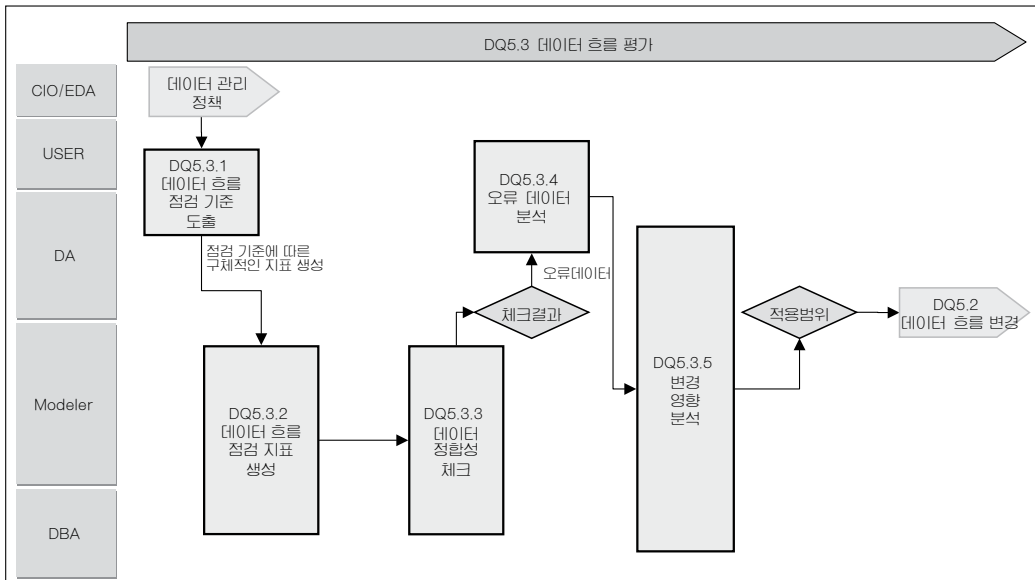 DQ5.3 데이터 흐름 평가
CIO/EDA
데이터 관리
정책
USER
DQ5.3.1
데이터 흐름
점검 기준
도출
DQ5.3.4
오류 데이터
분석
DA
점검 기준에 따른
구체적인 지표 생성
오류데이터
체크결과
적용범위
DQ5.2
데이터 흐름 변경
Modeler
DQ5.3.2
데이터 흐름
점검 지표
생성
DQ5.3.3
데이터
정합성
체크
DQ5.3.5
변경
영향
분석
DBA